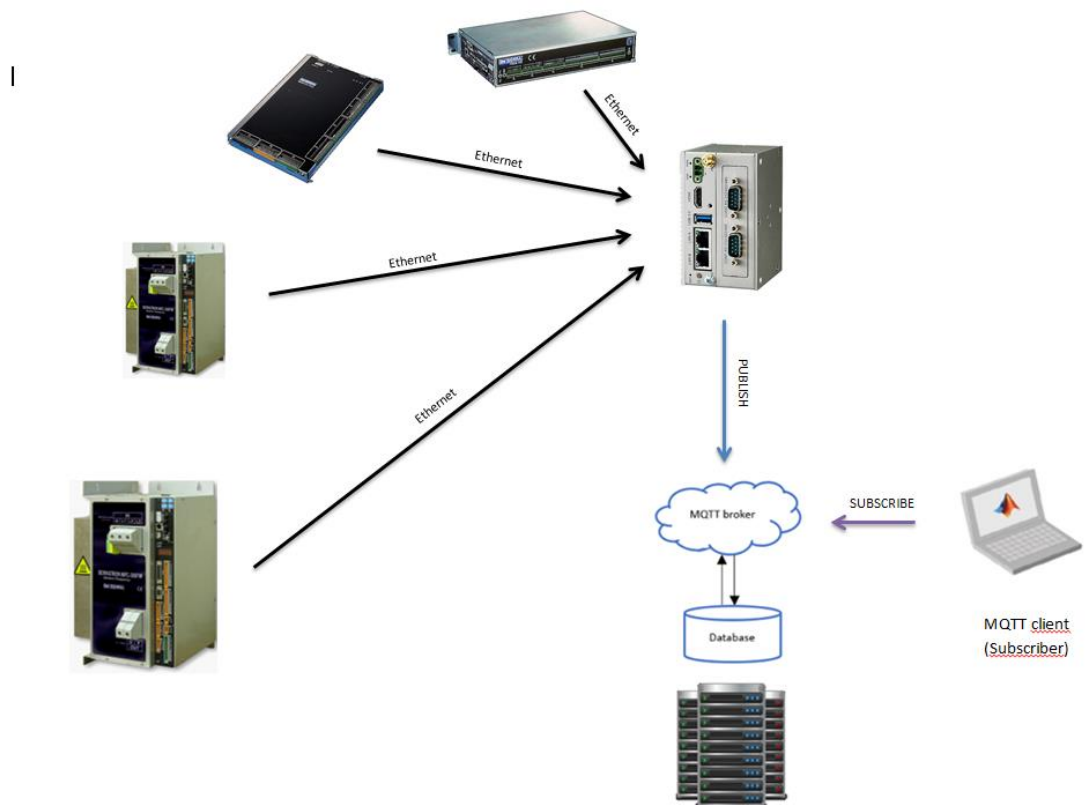 |
Ethernet
Ethernet
Ethernet
Ethernet
PUBLISH
MQTT broker
SUBSCRIBE
Database
MQTT client
(Subscriber)